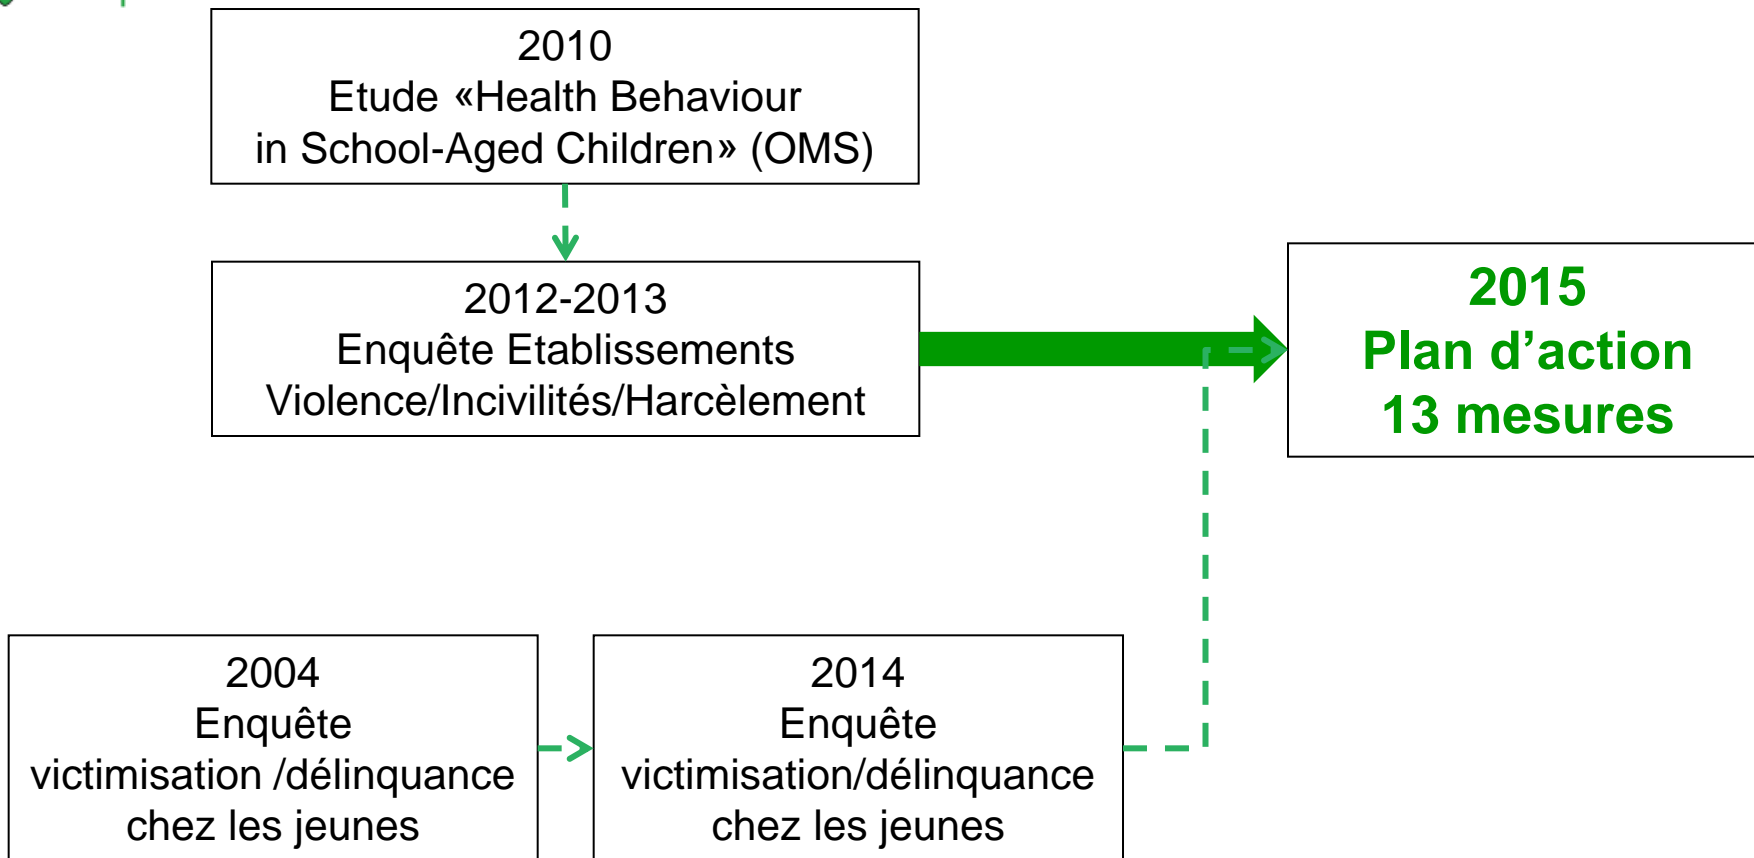 2010
Etude «Health Behaviour
in School-Aged Children» (OMS)
2012-2013
Enquête Etablissements
Violence/Incivilités/Harcèlement
2015
Plan d’action
13 mesures
2004
Enquête
victimisation /délinquance
chez les jeunes
2014
Enquête
victimisation/délinquance
chez les jeunes